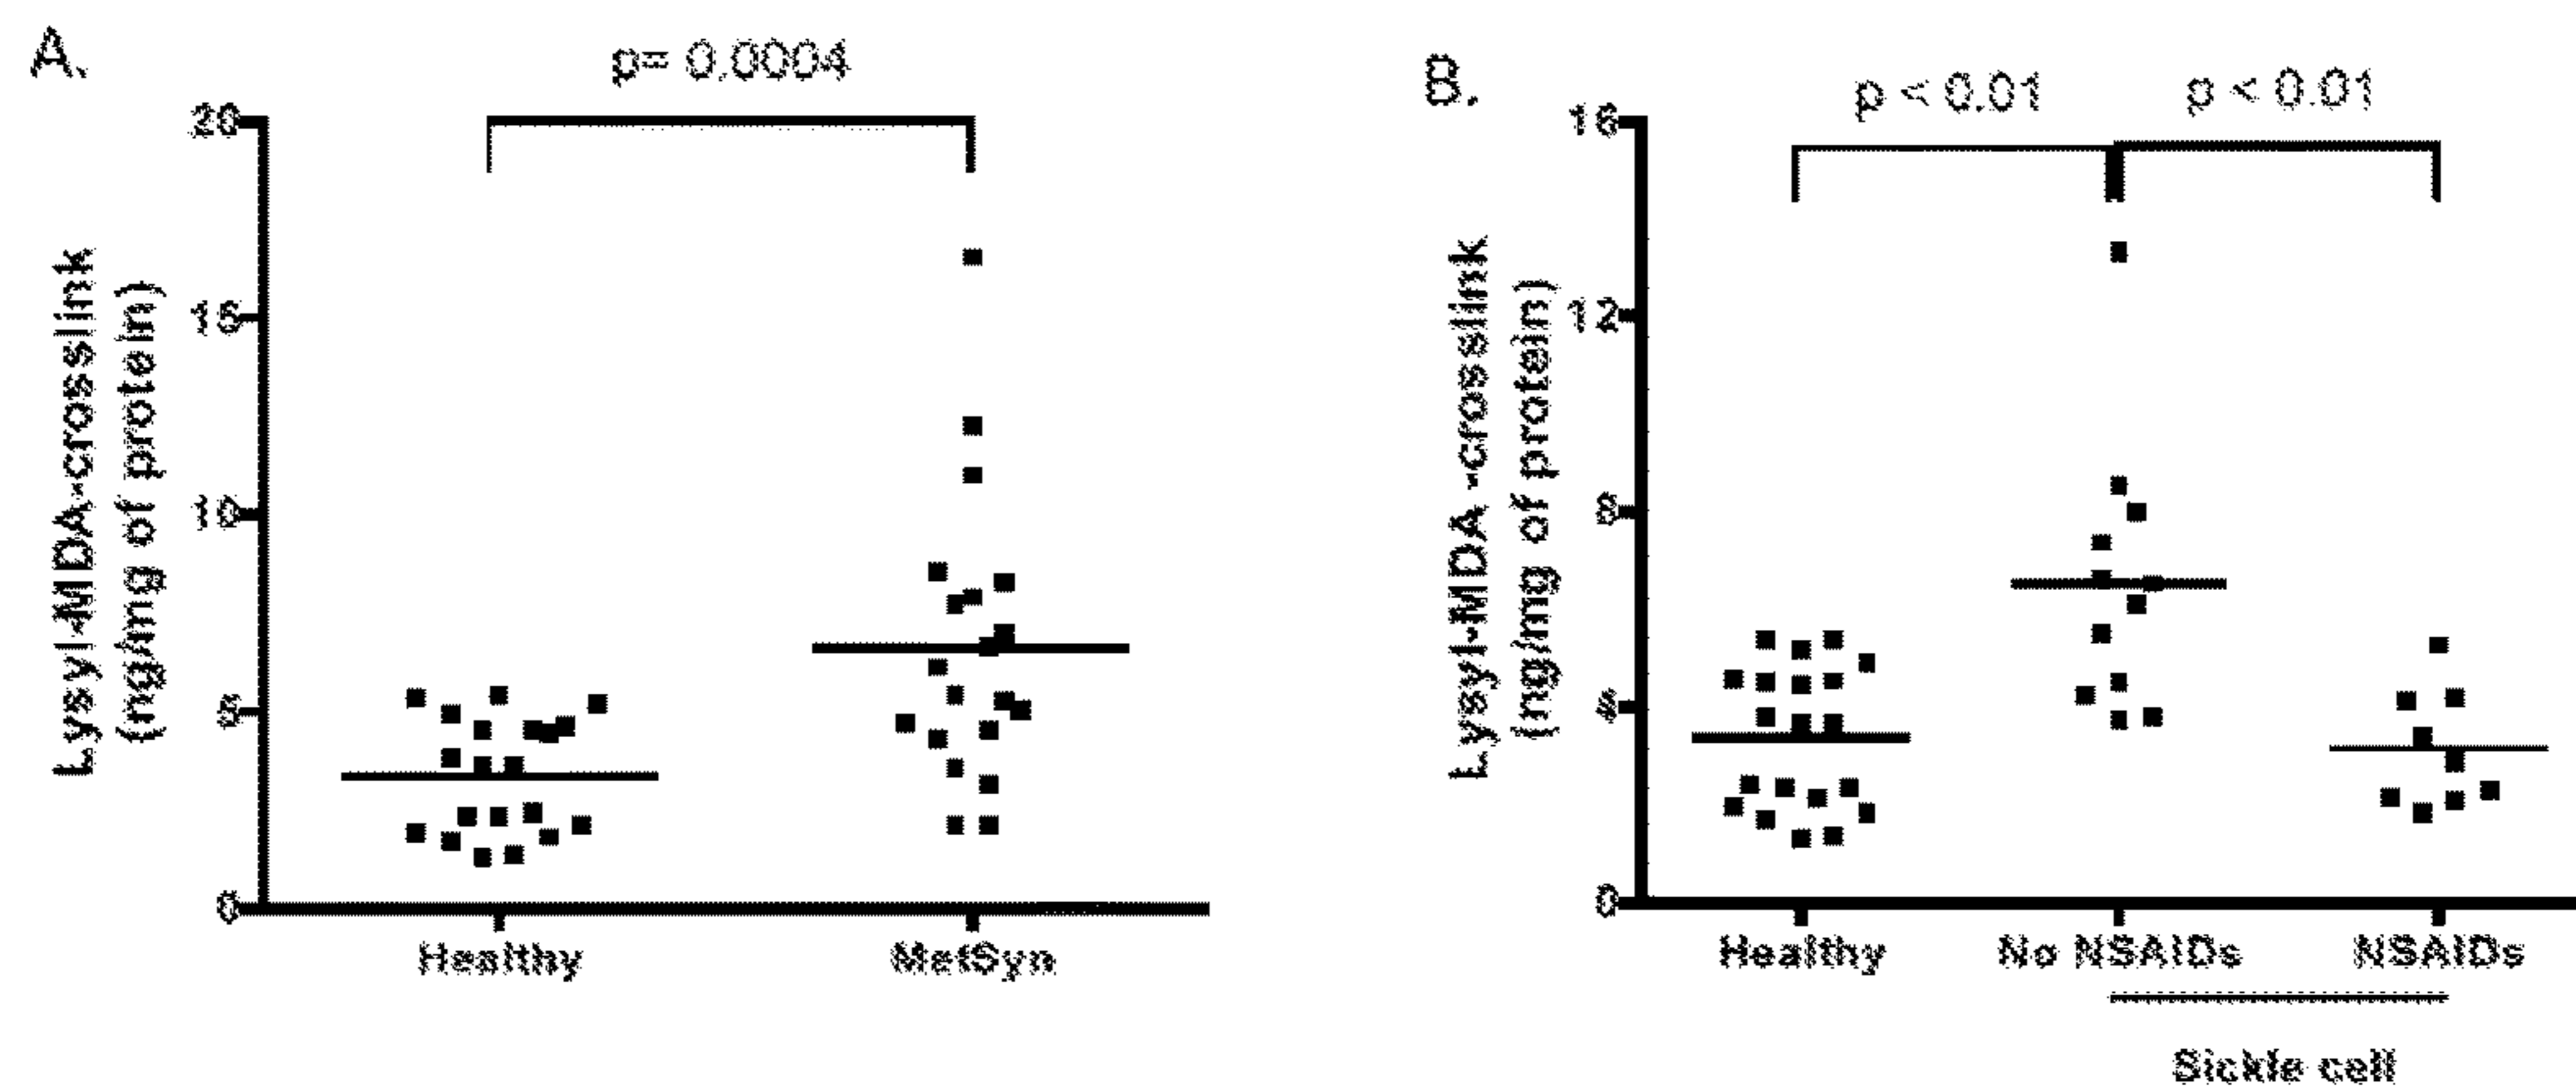 A.
p= 0.0004
20
15
10
5
0
Lysyl-MDA-crosslink
(ng/mg of protein)
Healthy MetSyn
B.
p < 0.01 p < 0.01
16
12
8
4
0
Lysyl-MDA -crosslink
(ng/mg of protein)
Healthy No NSAIDs NSAIDs
Sickle cell